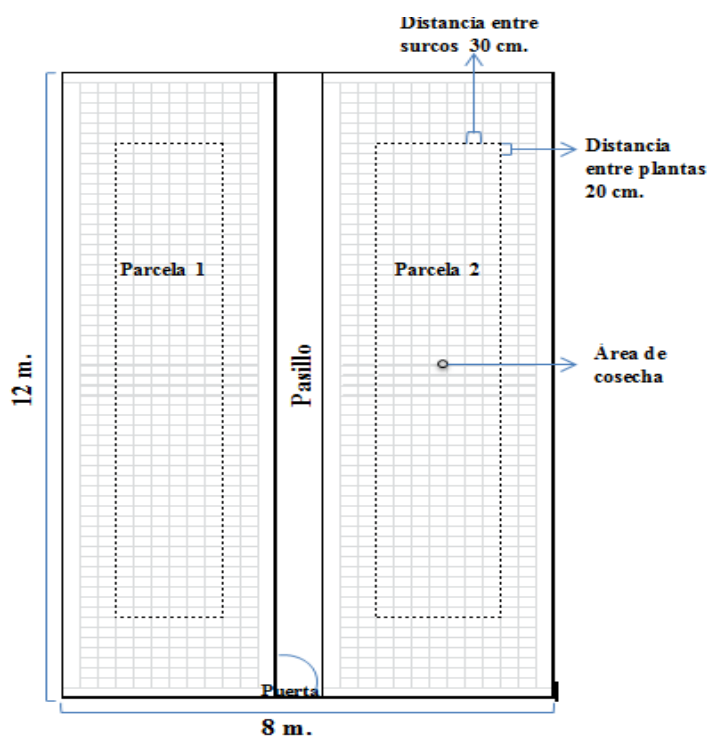 Distancia entre
surcos 30 cm.
Distancia
entre plantas
20 cm.
Parcela 1
Parcela 2
Área de
cosecha
Pasillo
12 m.
Puerta
8 m.